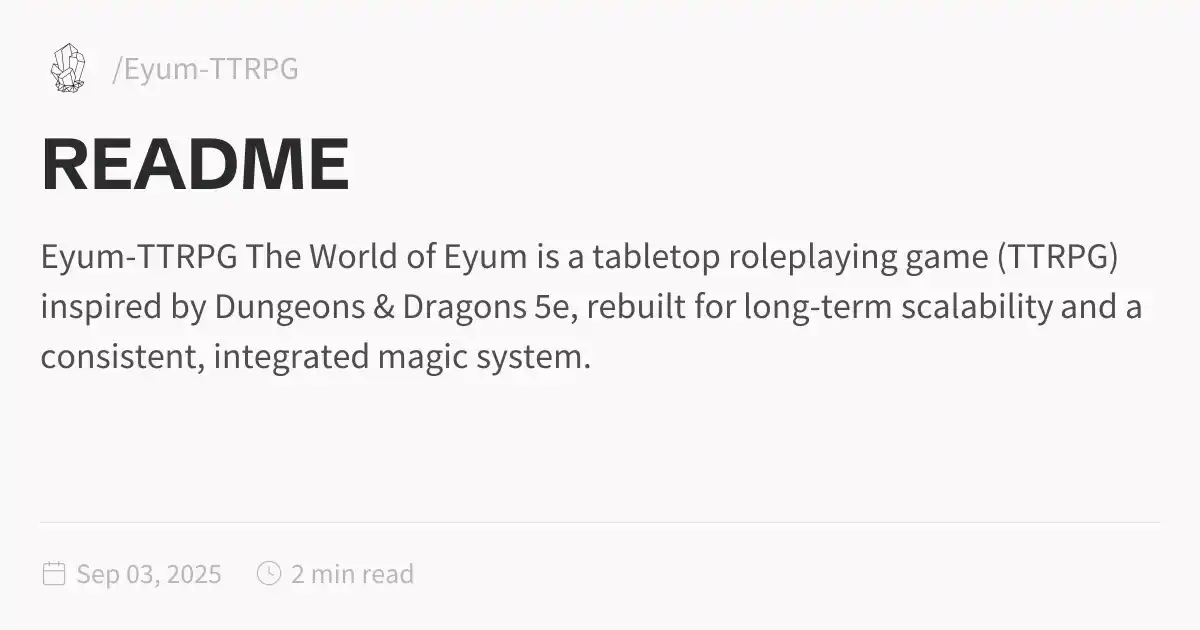 /Eyum-TTRPG
README
Eyum-TTRPG The World of Eyum is a tabletop roleplaying game (TTRPG)
inspired by Dungeons & Dragons 5e, rebuilt for long-term scalability and a
consistent, integrated magic system.
Sep 03, 2025 2 min read